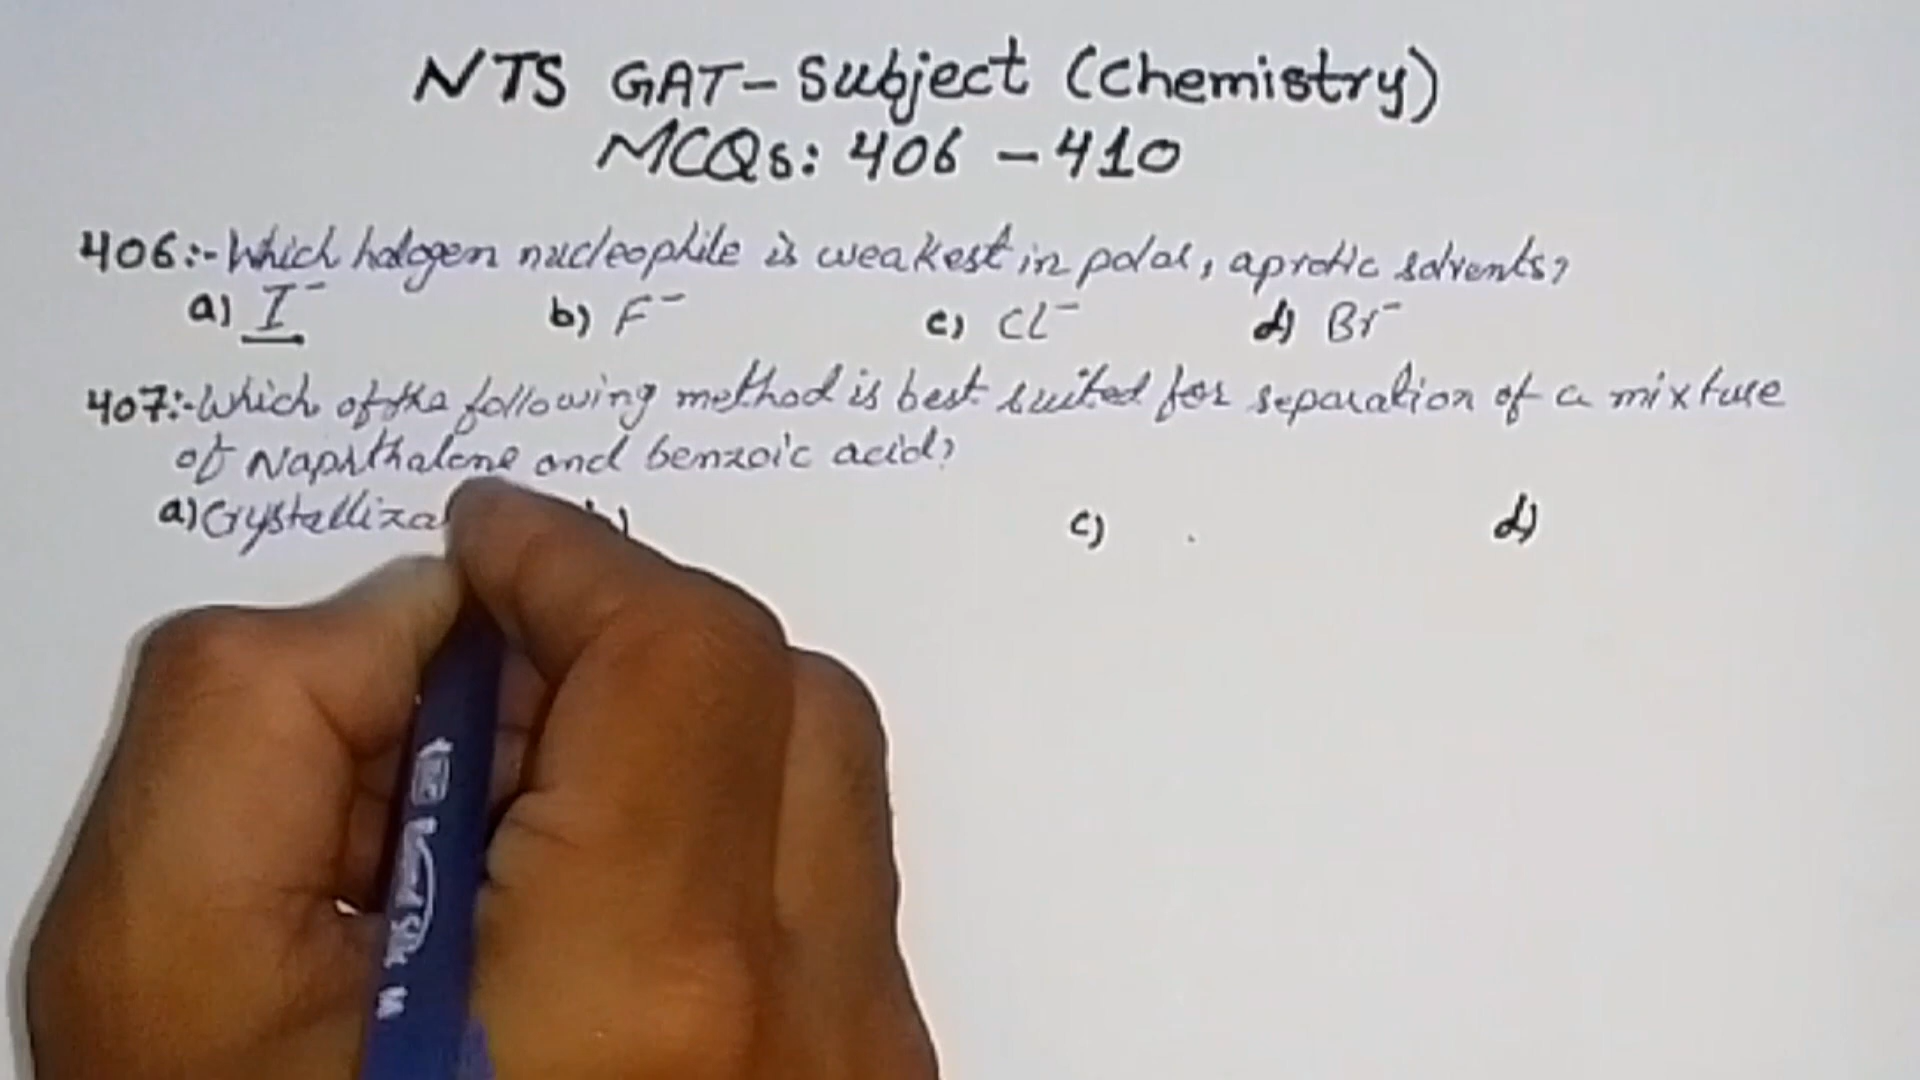 NTS GAT-Subject (Chemistry)
MCQs: 406 - 410
406:- Which halogen nucleophile is weakest in polar, aprotic solvents?
a) I⁻ b) F⁻ c) Cl⁻ d) Br⁻
407:- Which of the following method is best suited for separation of a mixture
of Naphthalene and benzoic acid?
a) Crystalliza b) c) d)